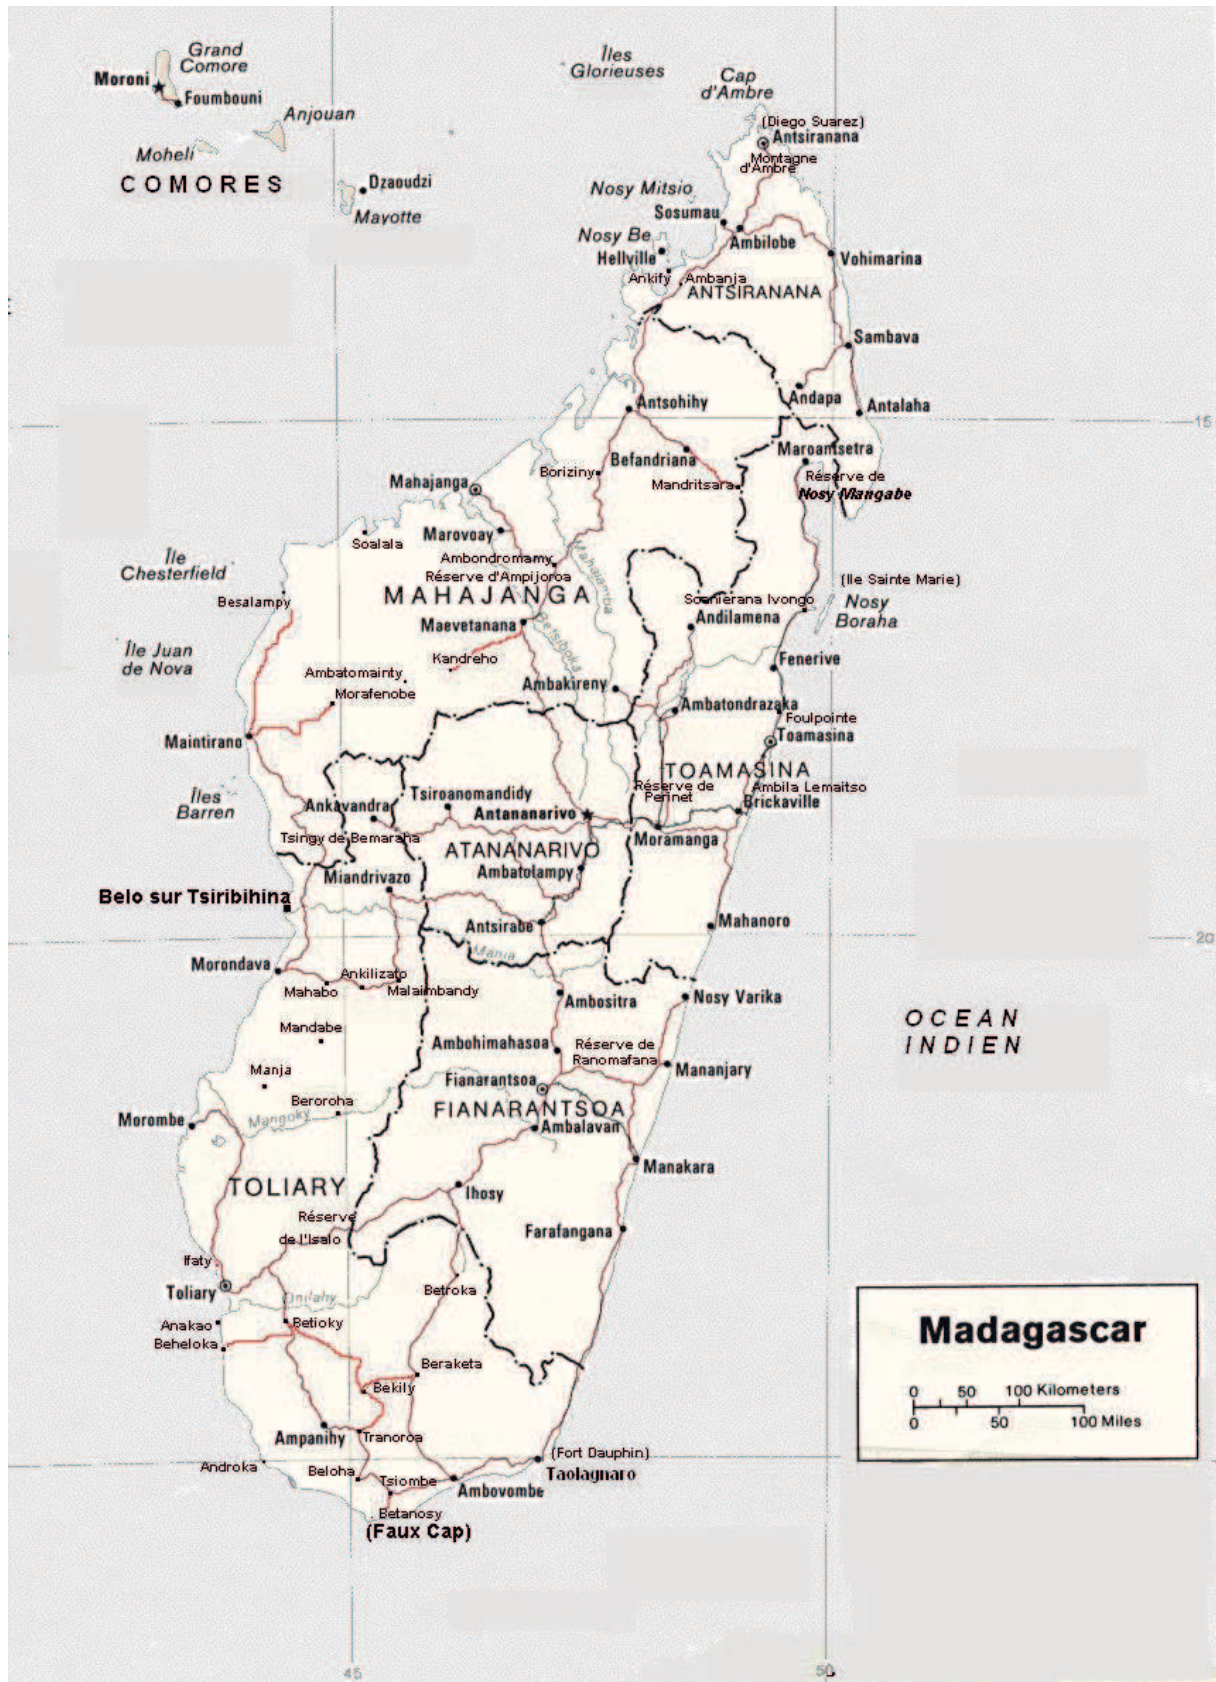 Grand
Comore
Moroni
Foumbouni
Anjouan
Moheli
COMORES
Dzaoudzi
Mayotte
Îles
Glorieuses
Cap
d'Ambre
(Diego Suarez)
Antsiranana
Montagne
d'Ambre
Nosy Mitsio
Sosumau
Nosy Be
Hellville
Ambilobe
Vohimarina
Ankify
Ambanja
ANTSIRANANA
Sambava
Andapa
Antalaha
Antsohihy
15
Befandriana
Maroantsetra
Boriziny
Mandritsara
Réserve de
Nosy Mangabe
Mahajanga
Marovoay
Soalala
Ambondromamy
Réserve d'Ampijoroa
Mahajamba
MAHAJANGA
Île
Chesterfield
Besalampy
(Ile Sainte Marie)
Nosy
Boraha
Soanierana Ivongo
Andilamena
Maevetanana
Betsiboka
Île Juan
de Nova
Kandreho
Fenerive
Ambatomainty
Morafenobe
Ambakireny
Ambatondrazaka
Foulpointe
Toamasina
Maintirano
TOAMASINA
Îles
Barren
Ankavandra
Tsiroanomandidy
Réserve de
Perinet
Ambila Lemaitso
Brickaville
Antananarivo
Tsingy de Bemaraha
Moramanga
ATANANARIVO
Miandrivazo
Ambatolampy
Belo sur Tsiribihina
Antsirabe
Mahanoro
20
Mania
Morondava
Ankilizato
Mahabo
Malaimbandy
Ambositra
Nosy Varika
OCEAN
INDIEN
Mandabe
Ambohimahasoa
Réserve de
Ranomafana
Mananjary
Manja
Fianarantsoa
Beroroha
FIANARANTSOA
Morombe
Mangoky
Ambalavan
Manakara
TOLIARY
Ihosy
Réserve
de l'Isalo
Farafangana
Ifaty
Toliary
Onilahy
Betroka
Anakao
Betioky
Beheloka
Madagascar
Beraketa
Bekily
0 50 100 Kilometers
0 50 100 Miles
Ampanihy
Tranoroa
(Fort Dauphin)
Taolagnaro
Androka
Beloha
Tsiombe
Ambovombe
Betanosy
(Faux Cap)
45
50